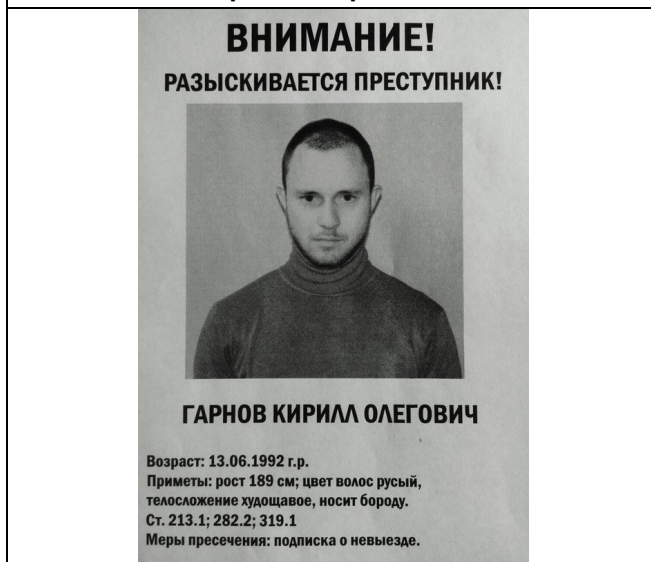 ВНИМАНИЕ!
РАЗЫСКИВАЕТСЯ ПРЕСТУПНИК!
ГАРНОВ КИРИЛЛ ОЛЕГОВИЧ
Возраст: 13.06.1992 г.р.
Приметы: рост 189 см; цвет волос русый,
телосложение худощавое, носит бороду.
Ст. 213.1; 282.2; 319.1
Меры пресечения: подписка о невыезде.